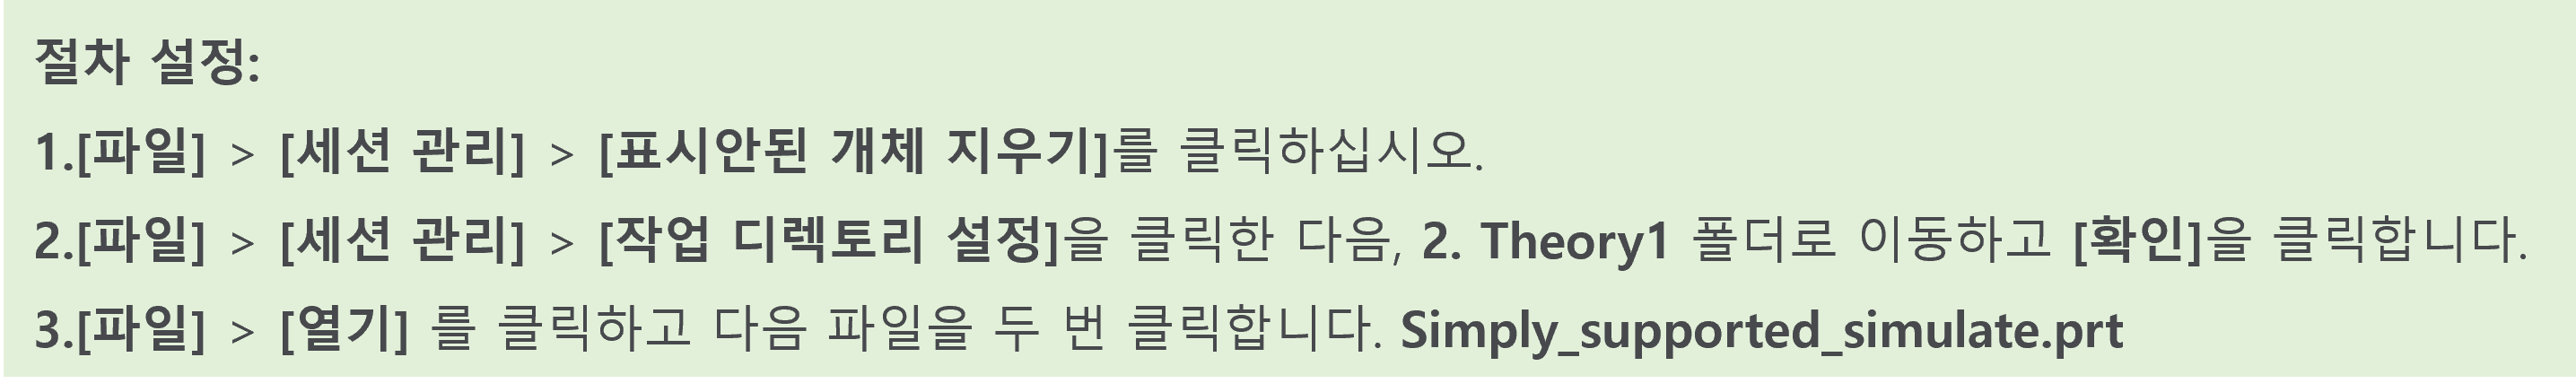 절차 설정:
1.[파일] > [세션 관리] > [표시안된 개체 지우기]를 클릭하십시오.
2.[파일] > [세션 관리] > [작업 디렉토리 설정]을 클릭한 다음, 2. Theory1 폴더로 이동하고 [확인]을 클릭합니다.
3.[파일] > [열기] 를 클릭하고 다음 파일을 두 번 클릭합니다. Simply_supported_simulate.prt